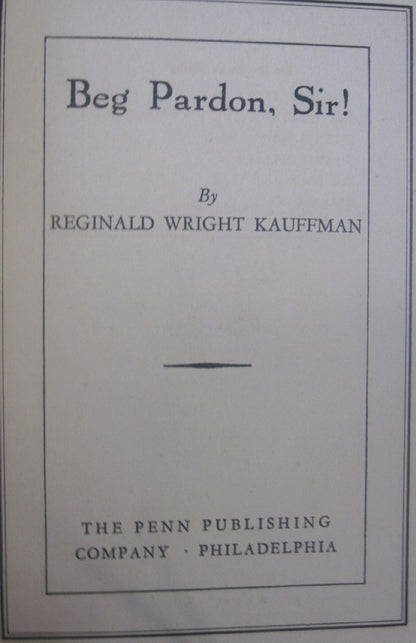 Beg Pardon, Sir!
By
REGINALD WRIGHT KAUFFMAN
THE PENN PUBLISHING
COMPANY · PHILADELPHIA